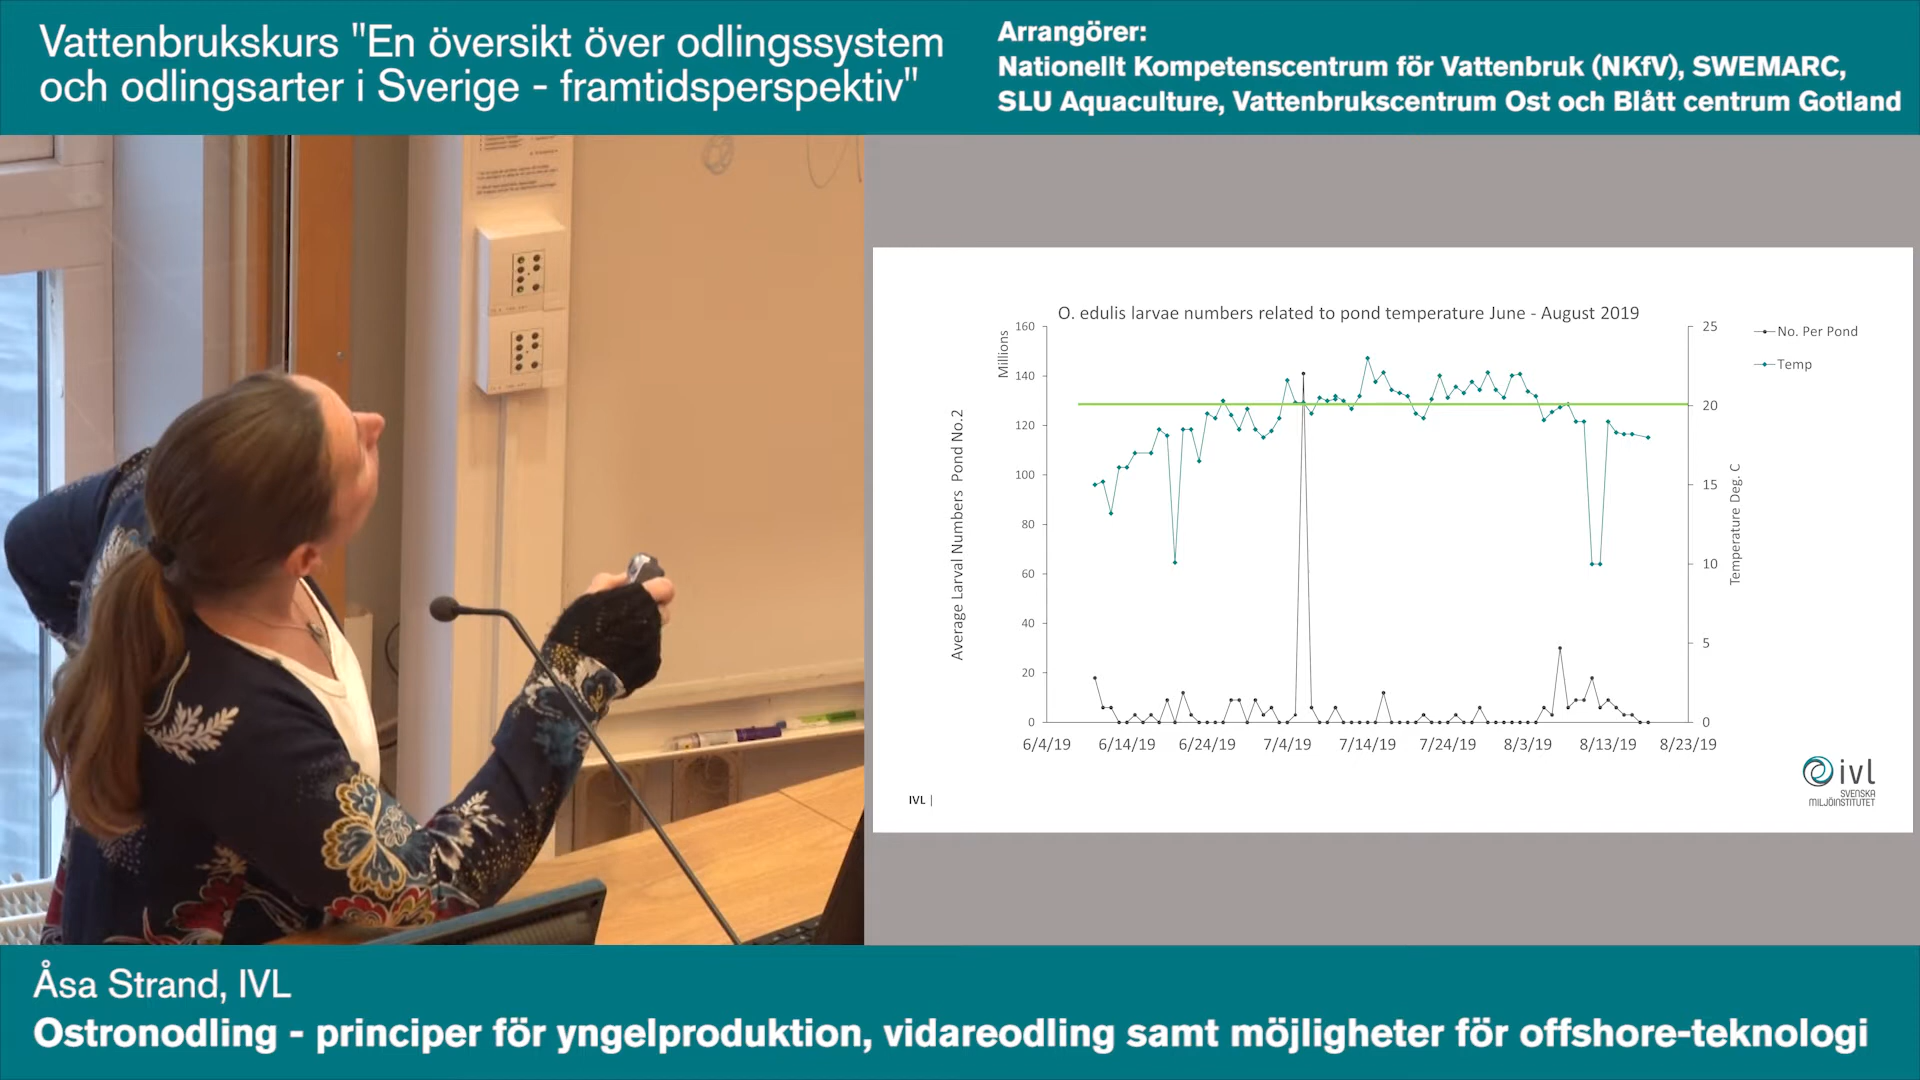 Vattenbrukskurs "En översikt över odlingssystem
och odlingsarter i Sverige - framtidsperspektiv"
Arrangörer:
Nationellt Kompetenscentrum för Vattenbruk (NKfV), SWEMARC,
SLU Aquaculture, Vattenbrukscentrum Ost och Blått centrum Gotland
O. edulis larvae numbers related to pond temperature June - August 2019
Millions
Average Larval Numbers Pond No.2
160
140
120
100
80
60
40
20
0
25
20
15
10
5
0
Temperature Deg. C
No. Per Pond
Temp
6/4/19 6/14/19 6/24/19 7/4/19 7/14/19 7/24/19 8/3/19 8/13/19 8/23/19
IVL |
ivl
SVENSKA
MILJÖINSTITUTET
Åsa Strand, IVL
Ostronodling - principer för yngelproduktion, vidareodling samt möjligheter för offshore-teknologi